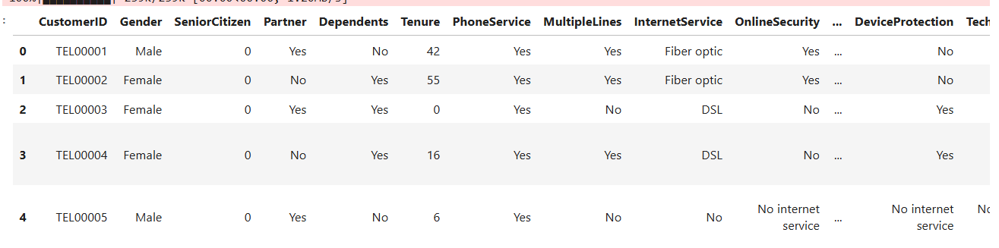 :
CustomerID Gender SeniorCitizen Partner Dependents Tenure PhoneService MultipleLines InternetService OnlineSecurity ... DeviceProtection
0 TEL00001 Male 0 Yes No 42 Yes Yes Fiber optic Yes ... No
1 TEL00002 Female 0 No Yes 55 Yes Yes Fiber optic Yes ... No
2 TEL00003 Female 0 Yes Yes 0 Yes No DSL No ... Yes
3 TEL00004 Female 0 No Yes 16 Yes Yes DSL No ... Yes
4 TEL00005 Male 0 Yes No 6 Yes No No No internet service ... No internet service